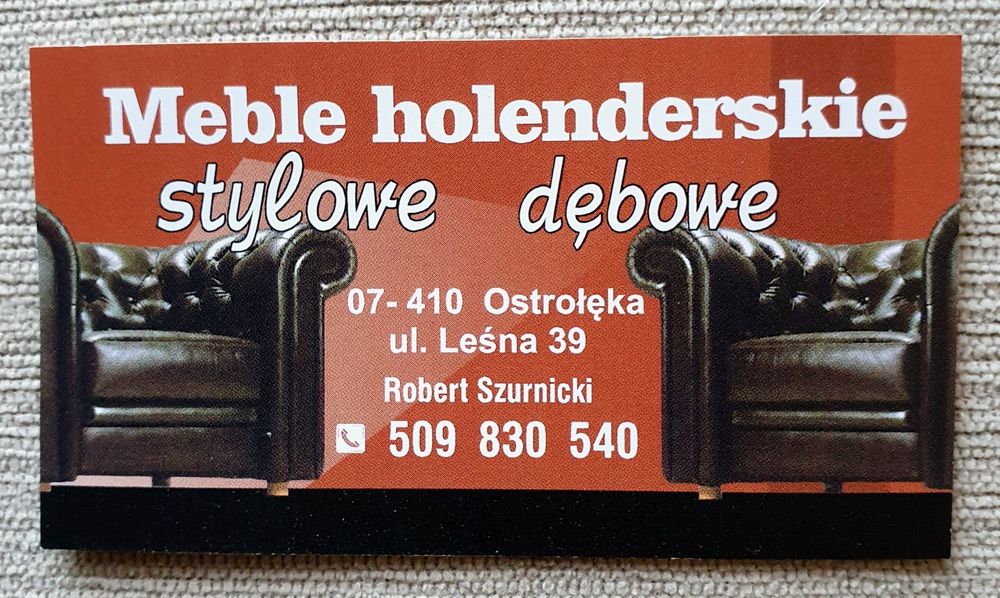 Meble holenderskie
stylowe dębowe
07- 410 Ostrołęka
ul. Leśna 39
Robert Szurnicki
509 830 540